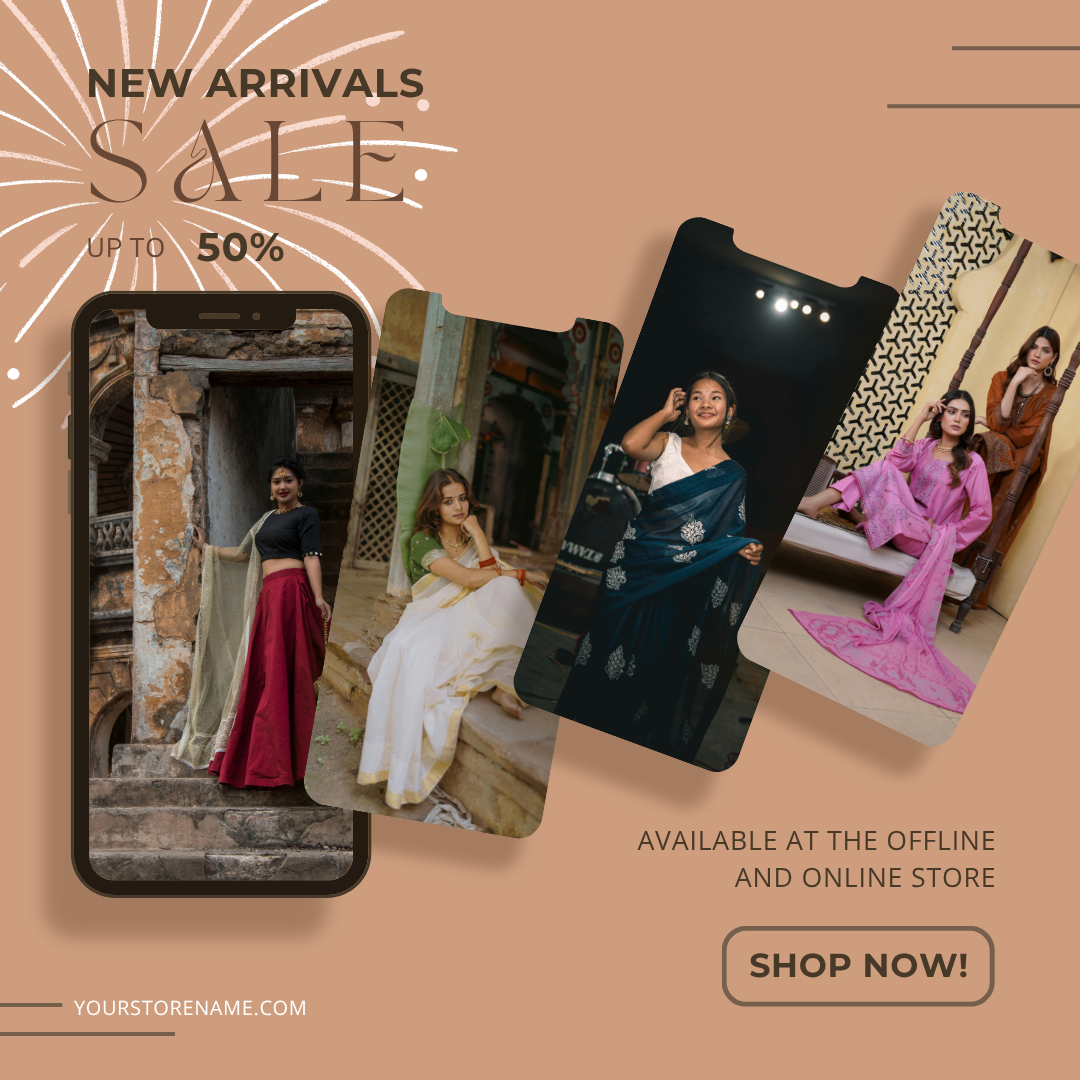 NEW ARRIVALS
SALE
UP TO 50%
AVAILABLE AT THE OFFLINE
AND ONLINE STORE
SHOP NOW!
YOURSTORENAME.COM